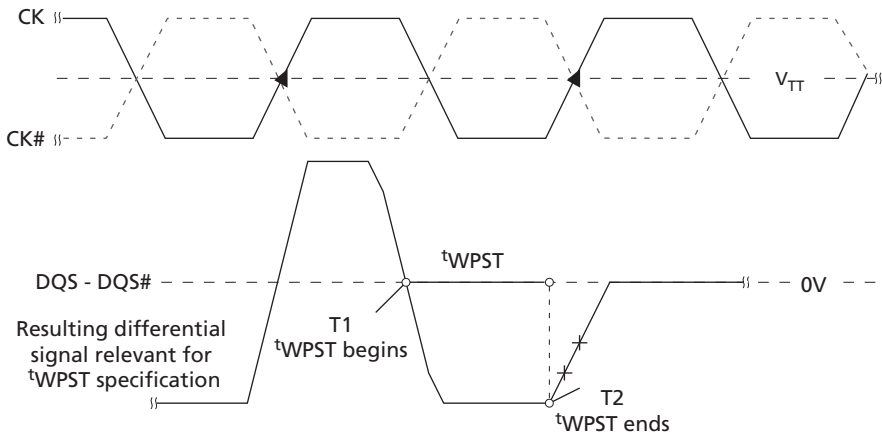 CK
V_TT
CK#
tWPST
DQS - DQS#
0V
T1
tWPST begins
Resulting differential
signal relevant for
tWPST specification
T2
tWPST ends